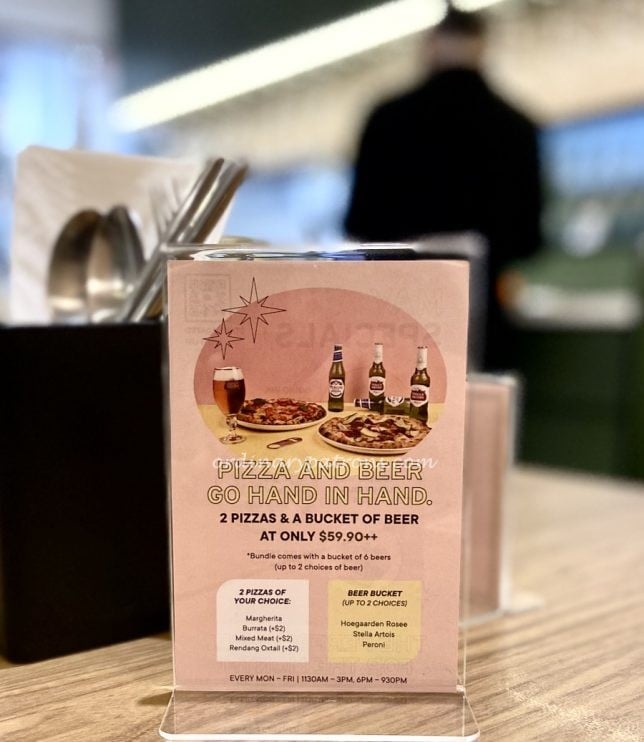 SPECIALS
ordinarypatrons.com
PIZZA AND BEER
GO HAND IN HAND.
2 PIZZAS & A BUCKET OF BEER
AT ONLY $59.90++
*Bundle comes with a bucket of 6 beers
(up to 2 choices of beer)
2 PIZZAS OF
YOUR CHOICE:
Margherita
Burrata (+$2)
Mixed Meat (+$2)
Rendang Oxtail (+$2)
BEER BUCKET
(UP TO 2 CHOICES)
Hoegaarden Rosee
Stella Artois
Peroni
EVERY MON – FRI | 1130AM – 3PM, 6PM – 930PM